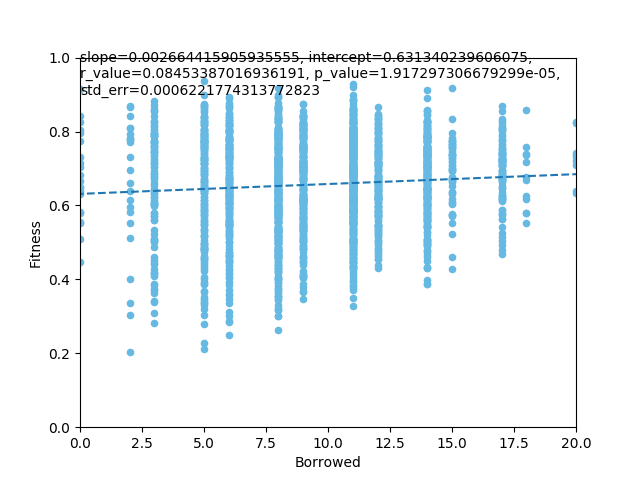 slope=0.002664415905935555, intercept=0.631340239606075,
r_value=0.08453387016936191, p_value=1.917297306679299e-05,
std_err=0.0006221774313772823
1.0
0.8
0.6
0.4
0.2
0.0
Fitness
0.0 2.5 5.0 7.5 10.0 12.5 15.0 17.5 20.0
Borrowed